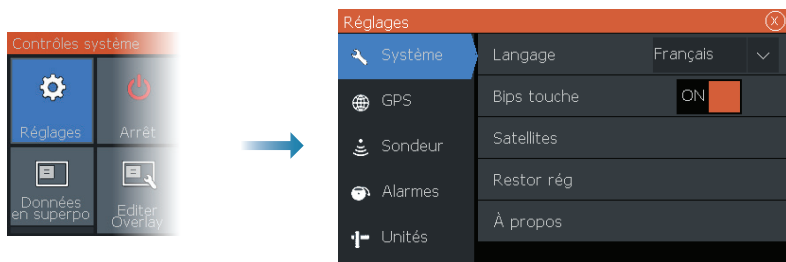 Contrôles système
Réglages
Arrêt
Données
en superpo
Editer
Overlay
Réglages
Système
GPS
Sondeur
Alarmes
Unités
Langage
Français
Bips touche
ON
Satellites
Restor rég
À propos